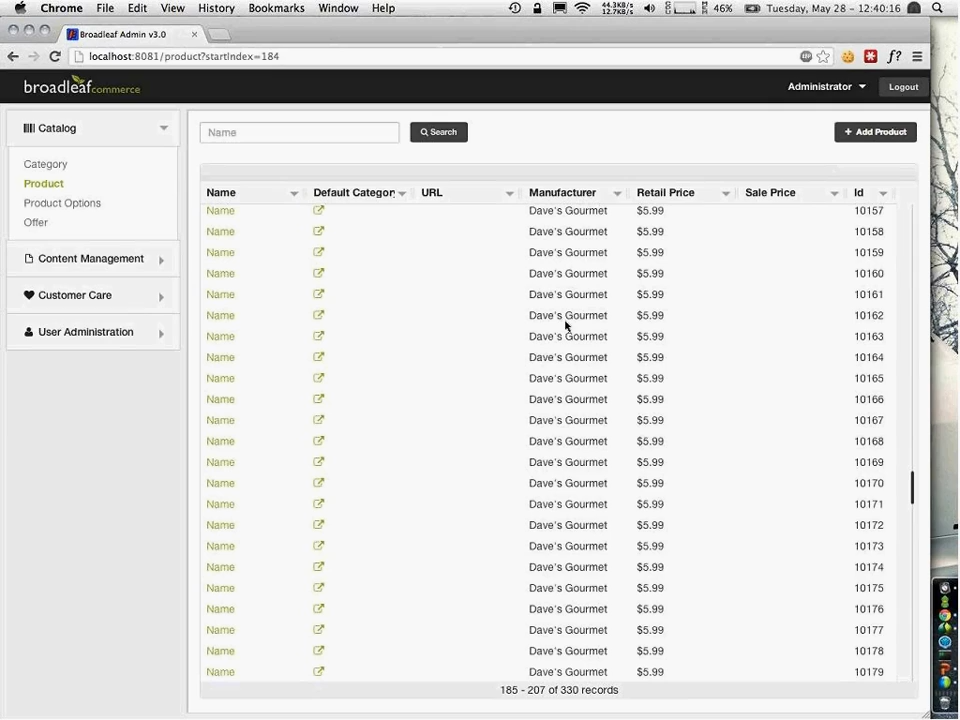 Chrome File Edit View History Bookmarks Window Help 44.3KB/s 12.7KB/s 46% Tuesday, May 28 - 12:40:16
Broadleaf Admin v3.0
localhost:8081/product?startIndex=184 f?
broadleafcommerce Administrator Logout
Catalog
Category
Product
Product Options
Offer
Content Management
Customer Care
User Administration
Name Search + Add Product
Name Default Category URL Manufacturer Retail Price Sale Price Id
Name Dave's Gourmet $5.99 10157
Name Dave's Gourmet $5.99 10158
Name Dave's Gourmet $5.99 10159
Name Dave's Gourmet $5.99 10160
Name Dave's Gourmet $5.99 10161
Name Dave's Gourmet $5.99 10162
Name Dave's Gourmet $5.99 10163
Name Dave's Gourmet $5.99 10164
Name Dave's Gourmet $5.99 10165
Name Dave's Gourmet $5.99 10166
Name Dave's Gourmet $5.99 10167
Name Dave's Gourmet $5.99 10168
Name Dave's Gourmet $5.99 10169
Name Dave's Gourmet $5.99 10170
Name Dave's Gourmet $5.99 10171
Name Dave's Gourmet $5.99 10172
Name Dave's Gourmet $5.99 10173
Name Dave's Gourmet $5.99 10174
Name Dave's Gourmet $5.99 10175
Name Dave's Gourmet $5.99 10176
Name Dave's Gourmet $5.99 10177
Name Dave's Gourmet $5.99 10178
Name Dave's Gourmet $5.99 10179
185 - 207 of 330 records